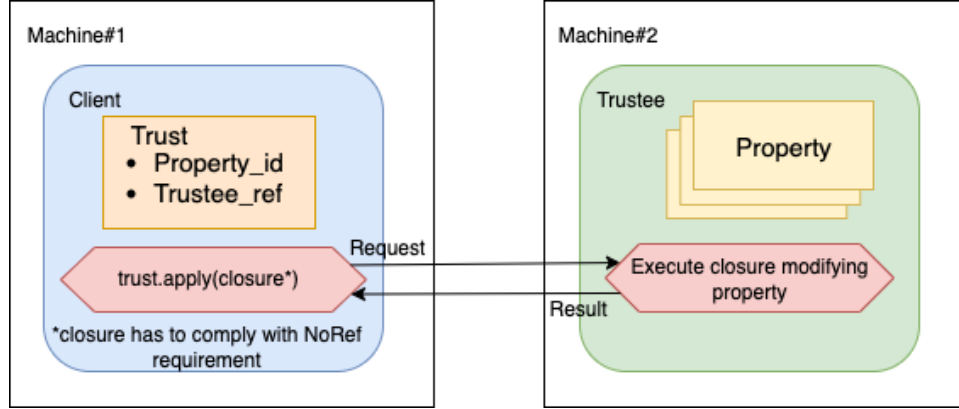 Machine#1
Client
Trust
• Property_id
• Trustee_ref
trust.apply(closure*)
*closure has to comply with NoRef
requirement
Request
Result
Machine#2
Trustee
Property
Execute closure modifying
property